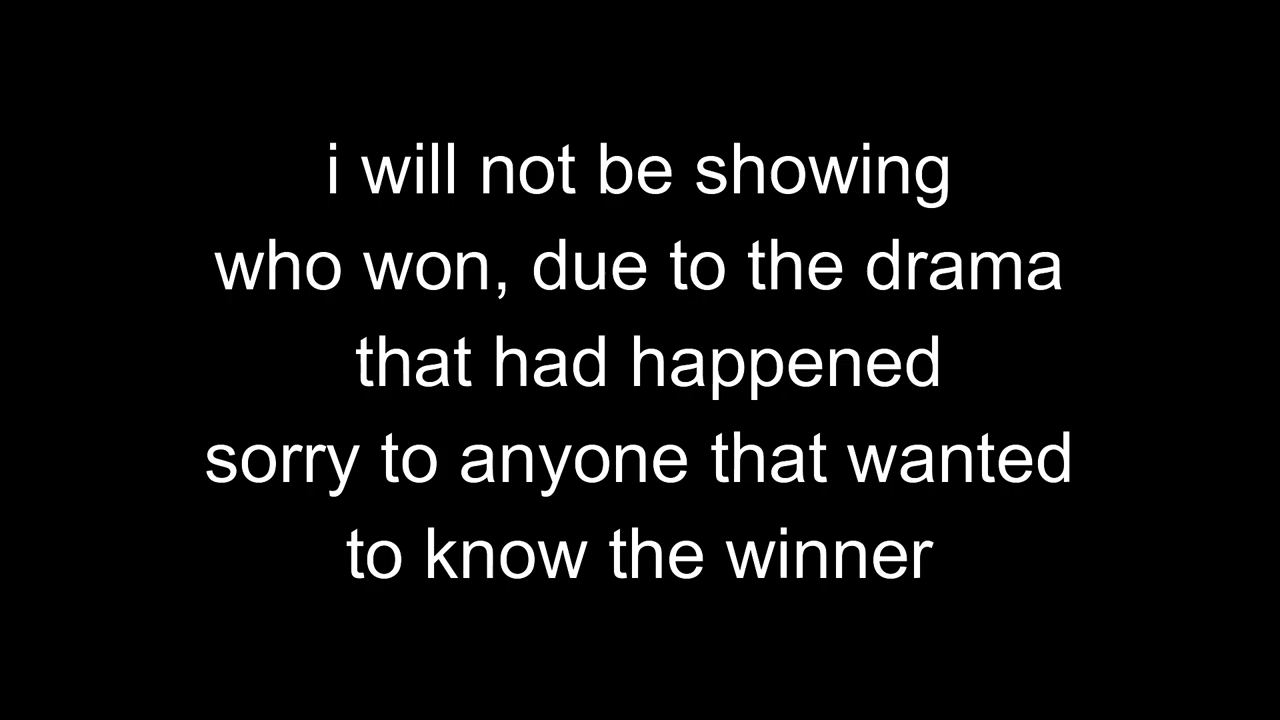 i will not be showing
who won, due to the drama
that had happened
sorry to anyone that wanted
to know the winner